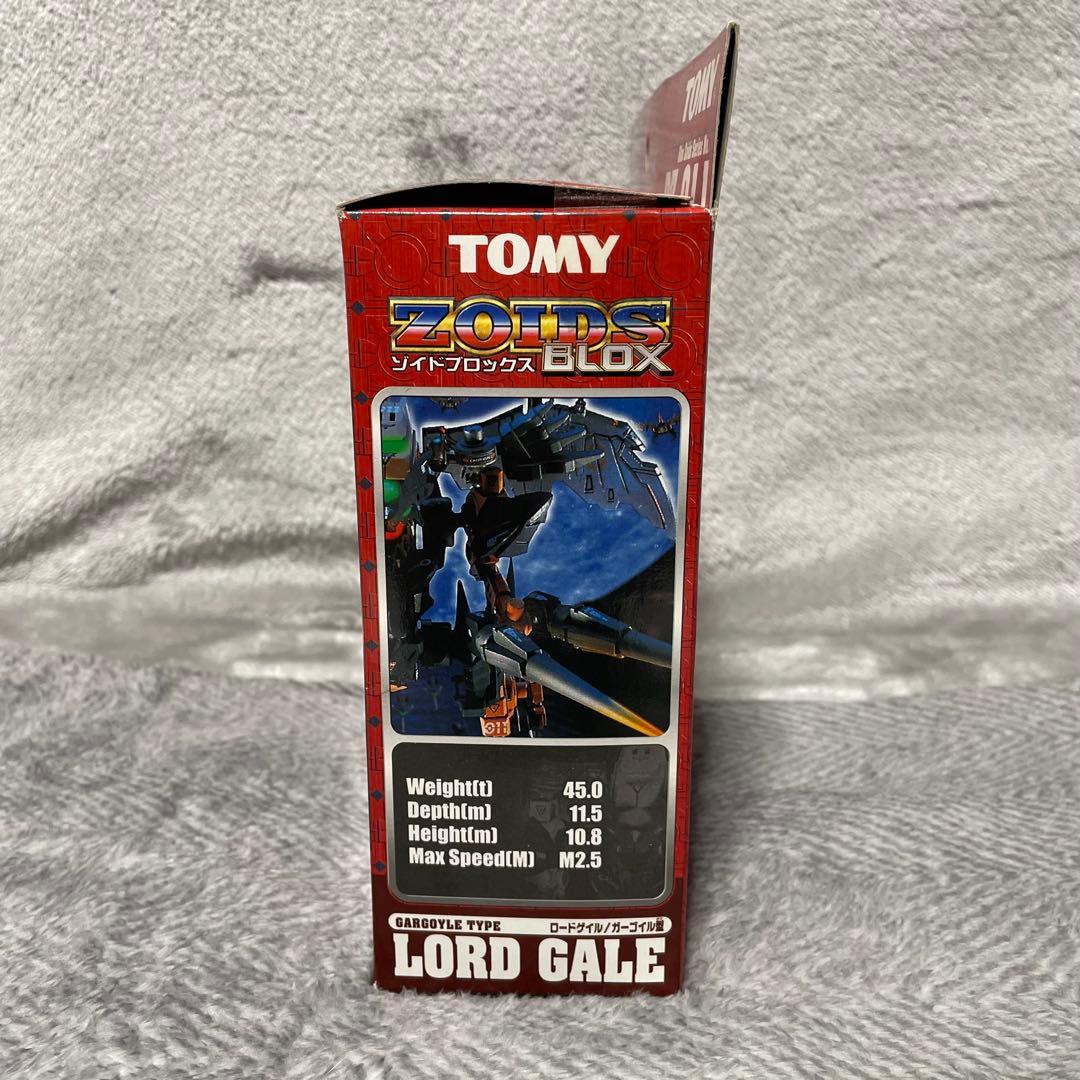 TOMY
TOMY
ZOIDS
BLOX
ゾイドブロックス
011
Weight(t) 45.0
Depth(m) 11.5
Height(m) 10.8
Max Speed(M) M2.5
GARGOYLE TYPE ロードゲイル/ガーゴイル型
LORD GALE